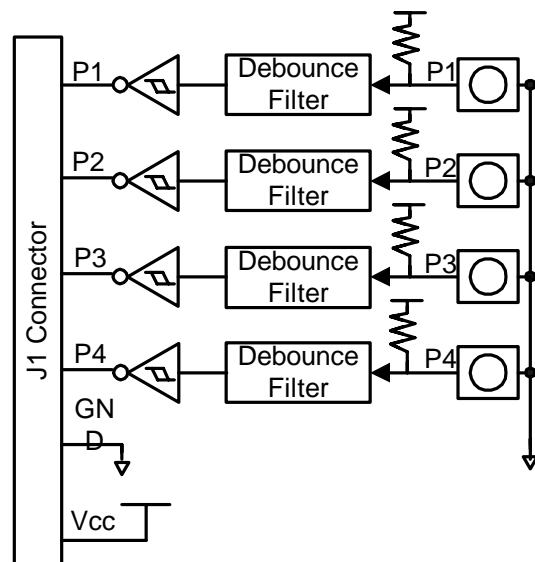 J1 Connector
P1
Debounce
Filter
P1
P2
Debounce
Filter
P2
P3
Debounce
Filter
P3
P4
Debounce
Filter
P4
GN
D
Vcc